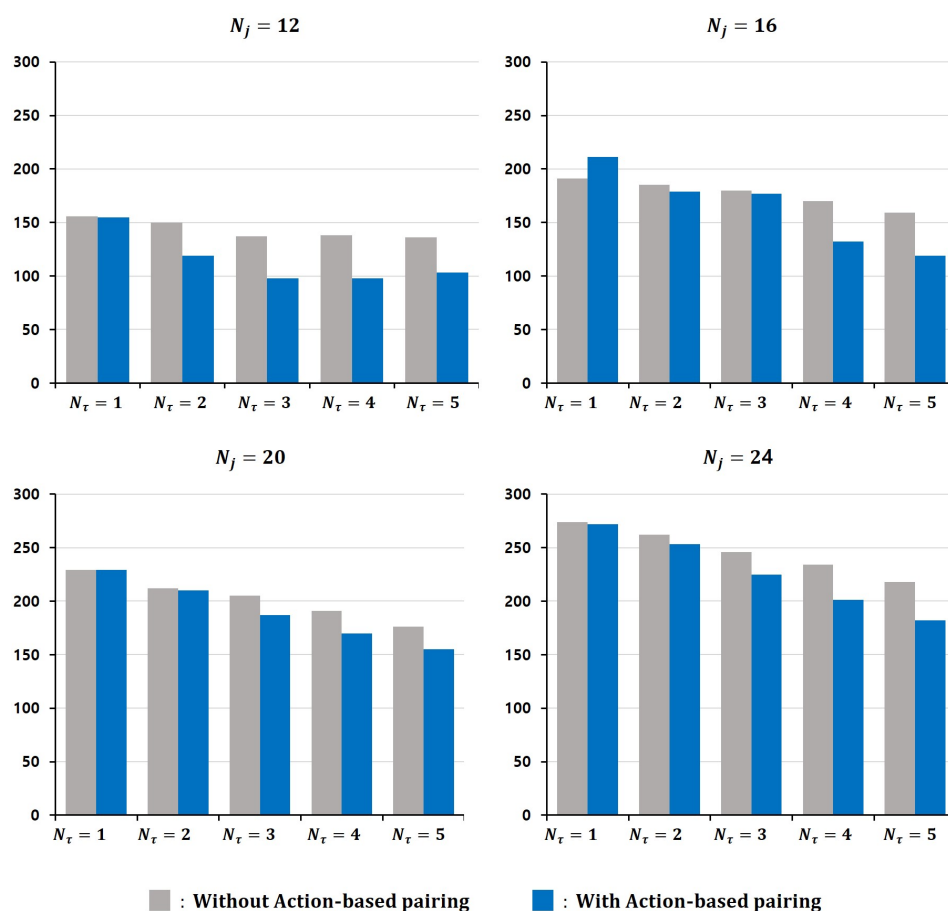 N_j = 12
300
250
200
150
100
50
0
N_τ = 1 N_τ = 2 N_τ = 3 N_τ = 4 N_τ = 5
N_j = 16
300
250
200
150
100
50
0
N_τ = 1 N_τ = 2 N_τ = 3 N_τ = 4 N_τ = 5
N_j = 20
300
250
200
150
100
50
0
N_τ = 1 N_τ = 2 N_τ = 3 N_τ = 4 N_τ = 5
N_j = 24
300
250
200
150
100
50
0
N_τ = 1 N_τ = 2 N_τ = 3 N_τ = 4 N_τ = 5
: Without Action-based pairing
: With Action-based pairing